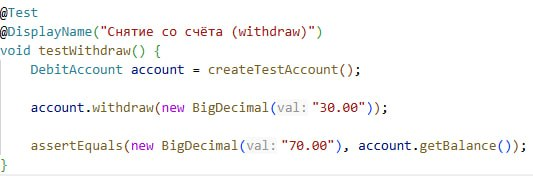 @Test
@DisplayName("Снятие со счёта (withdraw)")
void testWithdraw() {
DebitAccount account = createTestAccount();
account.withdraw(new BigDecimal(val: "30.00"));
assertEquals(new BigDecimal(val: "70.00"), account.getBalance());
}